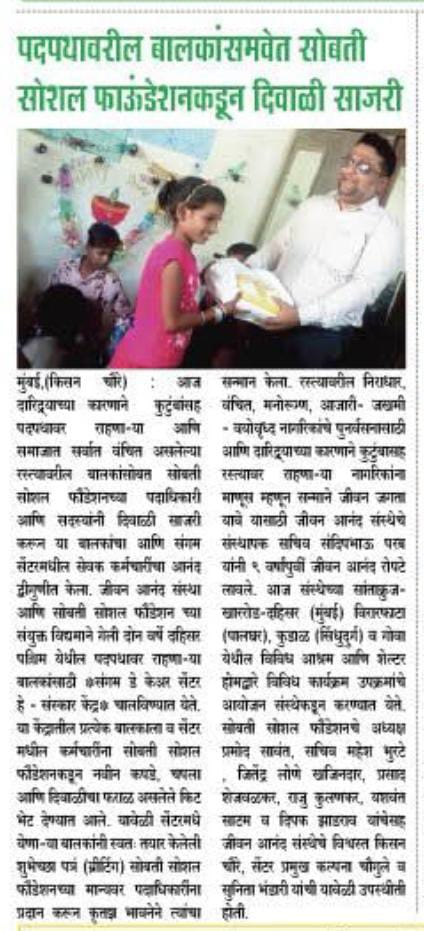 पदपथावरील बालकांसमवेत सोबती
सोशल फाऊंडेशनकडून दिवाळी साजरी
मुंबई,(किसन चौरे) : आज
दारिद्र्याच्या कारणाने कुटुंबांसह
पदपथावर राहणा-या आणि
समाजात सर्वात वंचित असलेल्या
रस्त्यावरील बालकांसोबत सोबती
सोशल फौंडेशनच्या पदाधिकारी
आणि सदस्यांनी दिवाळी साजरी
करून या बालकांचा आणि संगम
सेंटरमधील सेवक कर्मचारींचा आनंद
द्वीगुणीत केला. जीवन आनंद संस्था
आणि सोबती सोशल फौंडेशन च्या
संयुक्त विद्यमाने गेली दोन वर्षे दहिसर
पश्चिम येथील पदपथावर राहणा-या
बालकांसाठी *संगम डे केअर सेंटर
हे - संस्कार केंद्र* चालविण्यात येते.
या केंद्रातील प्रत्येक बालकाला व सेंटर
मधील कर्मचारींना सोबती सोशल
फौंडेशनकडून नवीन कपडे, चपला
आणि दिवाळीचा फराळ असलेले किट
भेट देण्यात आले. यावेळी सेंटरमधे
येणा-या बालकांनी स्वतः तयार केलेली
शुभेच्छा पत्रं (ग्रीटिंग) सोबती सोशल
फौंडेशनच्या मान्यवर पदाधिकारींना
प्रदान करून कृतज्ञ भावनेने त्यांचा
सन्मान केला. रस्त्यावरील निराधार,
वंचित, मनोरूग्ण, आजारी- जखमी
- वयोवृध्द नागरिकांचे पुनर्वसनासाठी
आणि दारिद्र्याच्या कारणाने कुटुंबासह
रस्त्यावर राहणा-या नागरिकांना
माणूस म्हणून सन्माने जीवन जगता
यावे यासाठी जीवन आनंद संस्थेचे
संस्थापक सचिव संदिपभाऊ परब
यांनी ९ वर्षांपुर्वी जीवन आनंद रोपटे
लावले. आज संस्थेच्या सांताक्रुज-
खाररोड-दहिसर (मुंबई) विरारफाटा
(पालघर), कुडाळ (सिंधुदुर्ग) व गोवा
येथील विविध आश्रम आणि शेल्टर
होमद्वारे विविध कार्यक्रम उपक्रमांचे
आयोजन संस्थेकडून करण्यात येते.
सोबती सोशल फौंडेशनचे अध्यक्ष
प्रमोद सावंत, सचिव महेश भुरटे
, जितेंद्र लोणे खजिनदार, प्रसाद
शेजवळकर, राजु कुलणकर, यशवंत
साटम व दिपक झाडराव यांचेसह
जीवन आनंद संस्थेचे विश्वस्त किसन
चौरे, सेंटर प्रमुख कल्पना चौगुले व
सुनिता भंडारी यांची यावेळी उपस्थीती
होती.